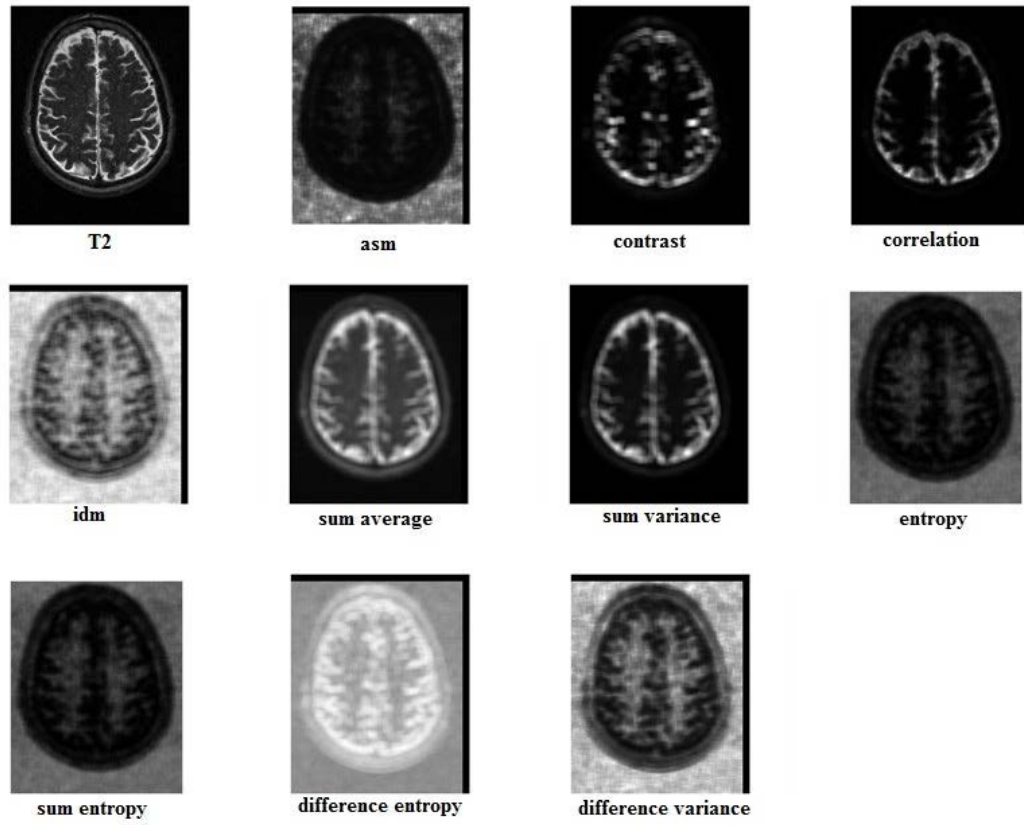 T2
asm
contrast
correlation
idm
sum average
sum variance
entropy
sum entropy
difference entropy
difference variance